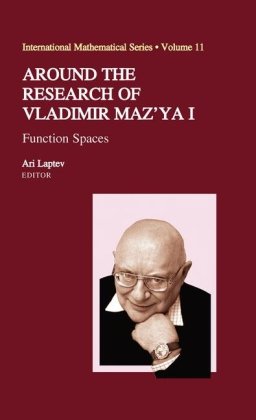 International Mathematical Series • Volume 11
AROUND THE
RESEARCH OF
VLADIMIR MAZ'YA I
Function Spaces
Ari Laptev
EDITOR